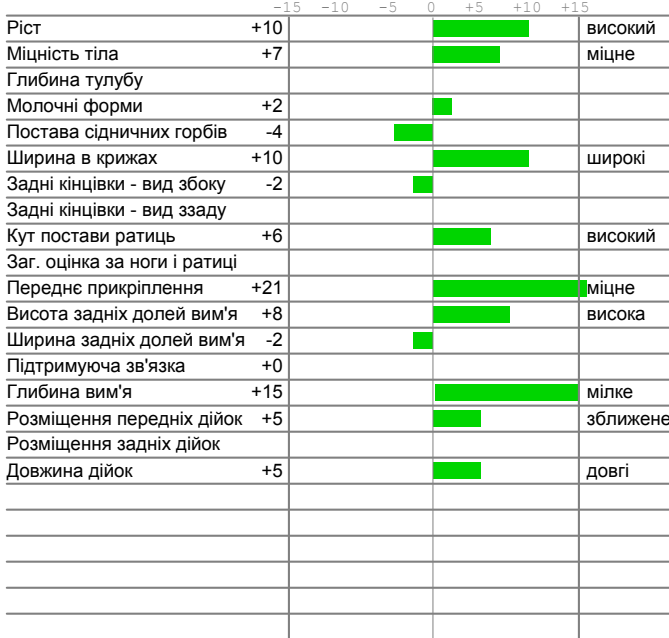 -15 -10 -5 0 +5 +10 +15
Ріст +10 високий
Міцність тіла +7 міцне
Глибина тулубу
Молочні форми +2
Постава сідничних горбів -4
Ширина в крижах +10 широкі
Задні кінцівки - вид збоку -2
Задні кінцівки - вид ззаду
Кут постави ратиць +6 високий
Заг. оцінка за ноги і ратиці
Переднє прикріплення +21 міцне
Висота задніх долей вим'я +8 висока
Ширина задніх долей вим'я -2
Підтримуюча зв'язка +0
Глибина вим'я +15 мілке
Розміщення передніх дійок +5 зближене
Розміщення задніх дійок
Довжина дійок +5 довгі